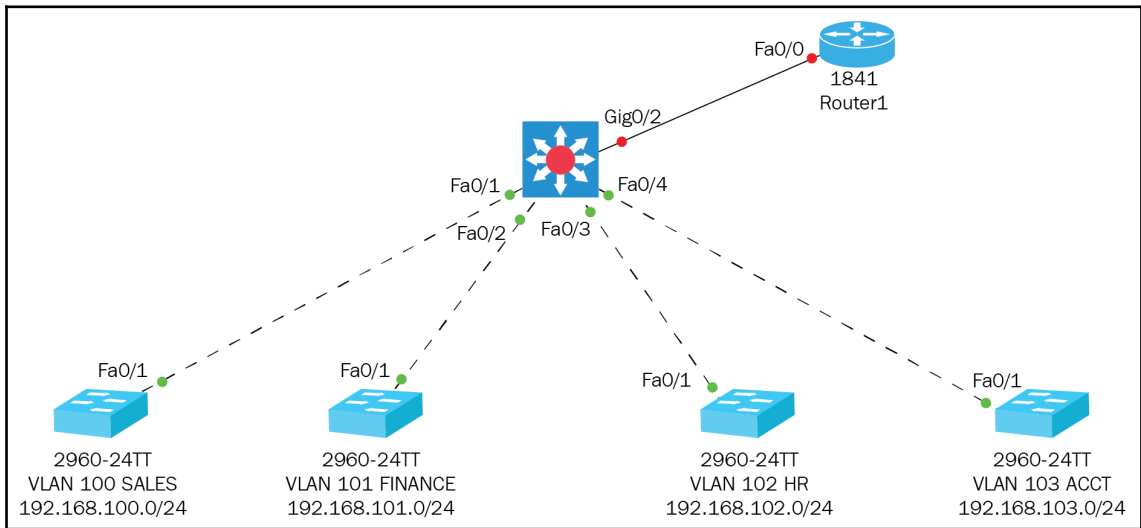 Fa0/0
1841
Router1
Gig0/2
Fa0/1
Fa0/4
Fa0/2
Fa0/3
Fa0/1
Fa0/1
Fa0/1
Fa0/1
2960-24TT
VLAN 100 SALES
192.168.100.0/24
2960-24TT
VLAN 101 FINANCE
192.168.101.0/24
2960-24TT
VLAN 102 HR
192.168.102.0/24
2960-24TT
VLAN 103 ACCT
192.168.103.0/24